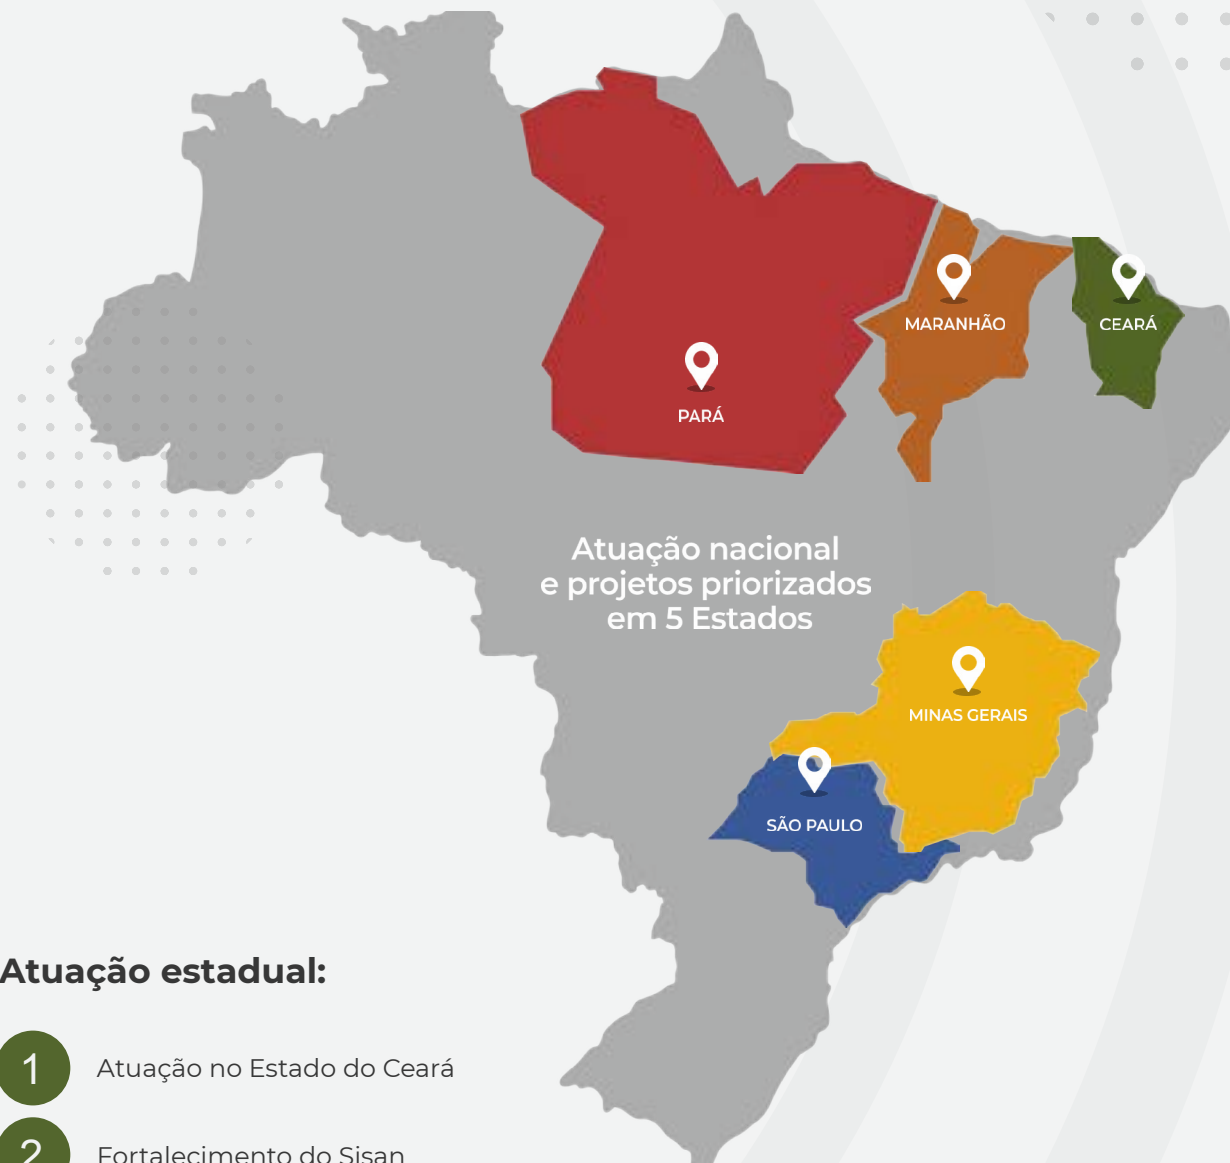 MARANHÃO
CEARÁ
PARÁ
Atuação nacional
e projetos priorizados
em 5 Estados
MINAS GERAIS
SÃO PAULO
Atuação estadual:
1 Atuação no Estado do Ceará
2 Fortalecimento do Sisan